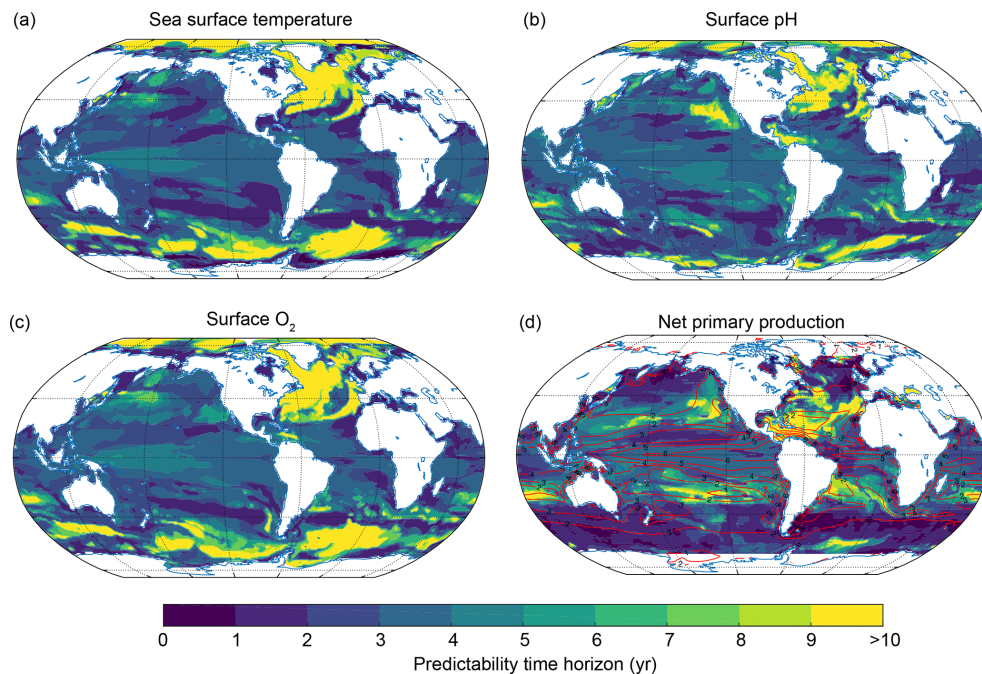 (a) Sea surface temperature
(b) Surface pH
(c) Surface O₂
(d) Net primary production
0 1 2 3 4 5 6 7 8 9 >10
Predictability time horizon (yr)